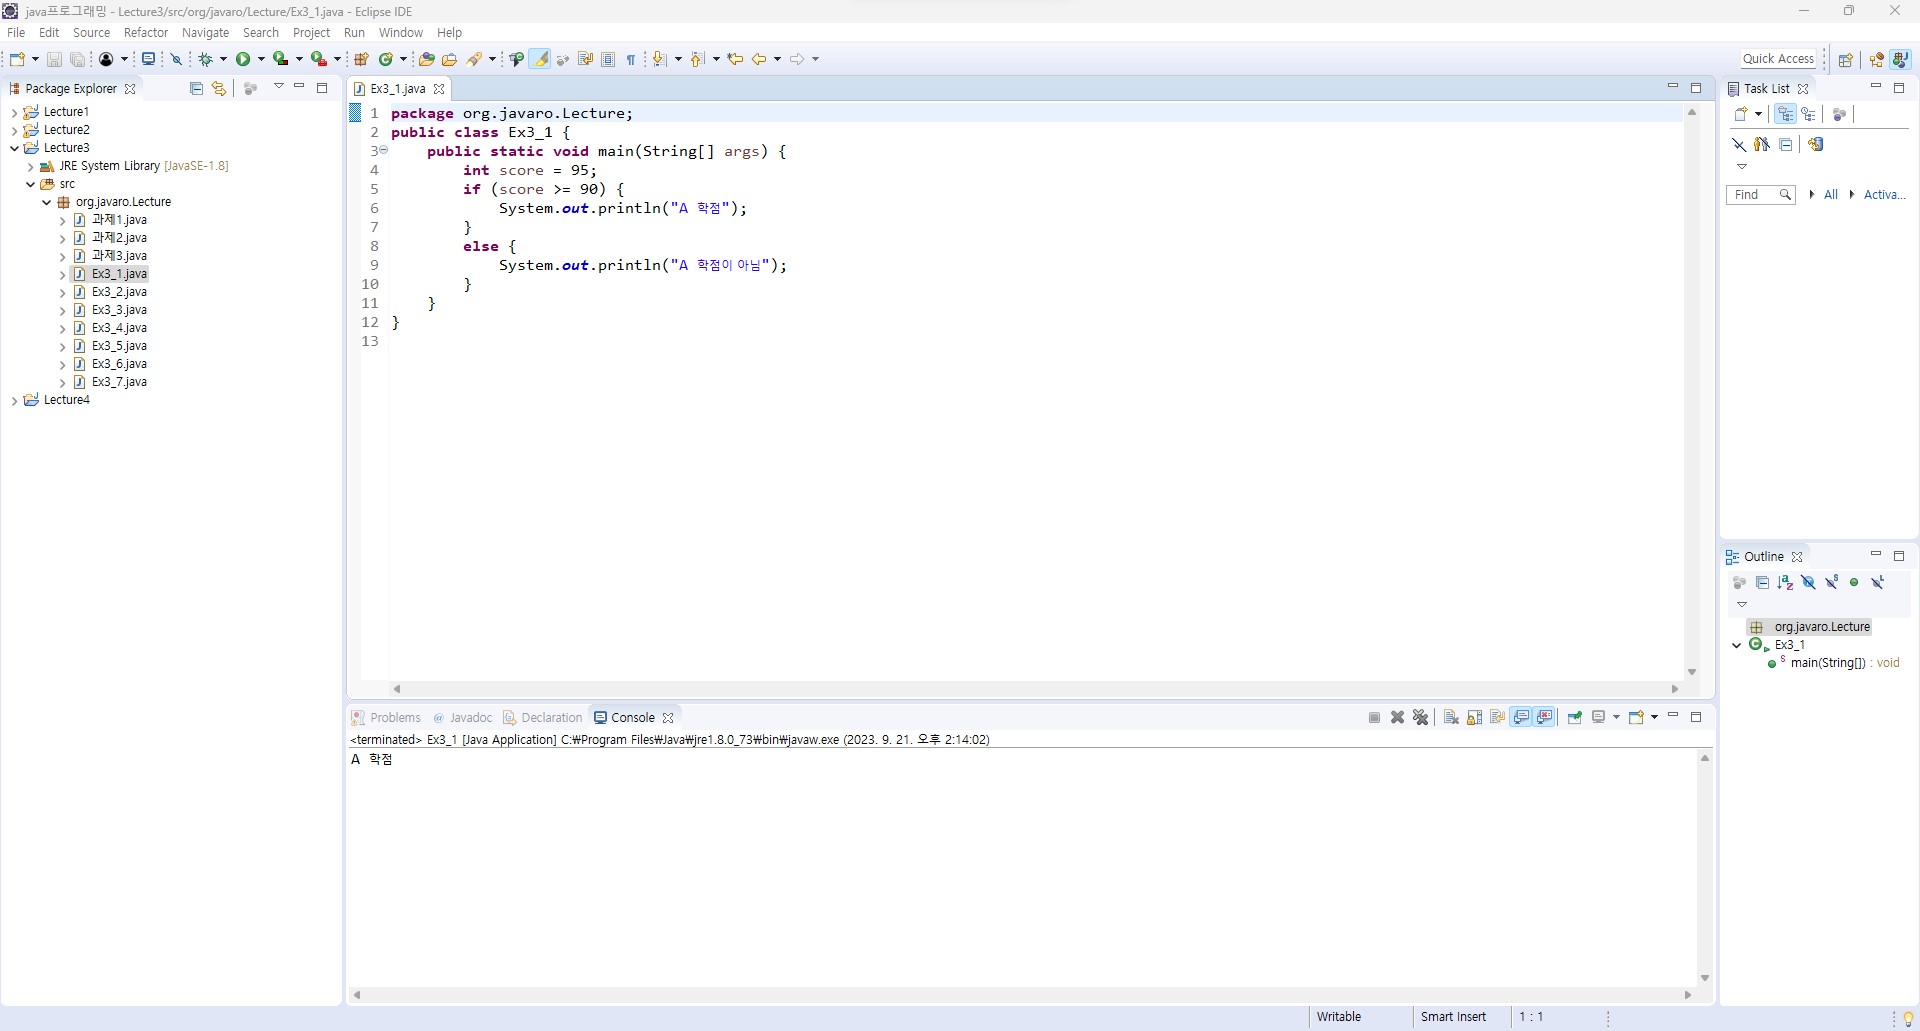 java프로그래밍 - Lecture3/src/org/javaro/Lecture/Ex3_1.java - Eclipse IDE
File Edit Source Refactor Navigate Search Project Run Window Help
Quick Access
Package Explorer
Lecture1
Lecture2
Lecture3
JRE System Library [JavaSE-1.8]
src
org.javaro.Lecture
과제1.java
과제2.java
과제3.java
Ex3_1.java
Ex3_2.java
Ex3_3.java
Ex3_4.java
Ex3_5.java
Ex3_6.java
Ex3_7.java
Lecture4
Ex3_1.java
1 package org.javaro.Lecture;
2 public class Ex3_1 {
3 public static void main(String[] args) {
4 int score = 95;
5 if (score >= 90) {
6 System.out.println("A 학점");
7 }
8 else {
9 System.out.println("A 학점이 아님");
10 }
11 }
12 }
13
Problems @ Javadoc Declaration Console
<terminated> Ex3_1 [Java Application] C:₩Program Files₩Java₩jre1.8.0_73₩bin₩javaw.exe (2023. 9. 21. 오후 2:14:02)
A 학점
Task List
Find All Activa...
Outline
org.javaro.Lecture
Ex3_1
main(String[]) : void
Writable Smart Insert 1 : 1